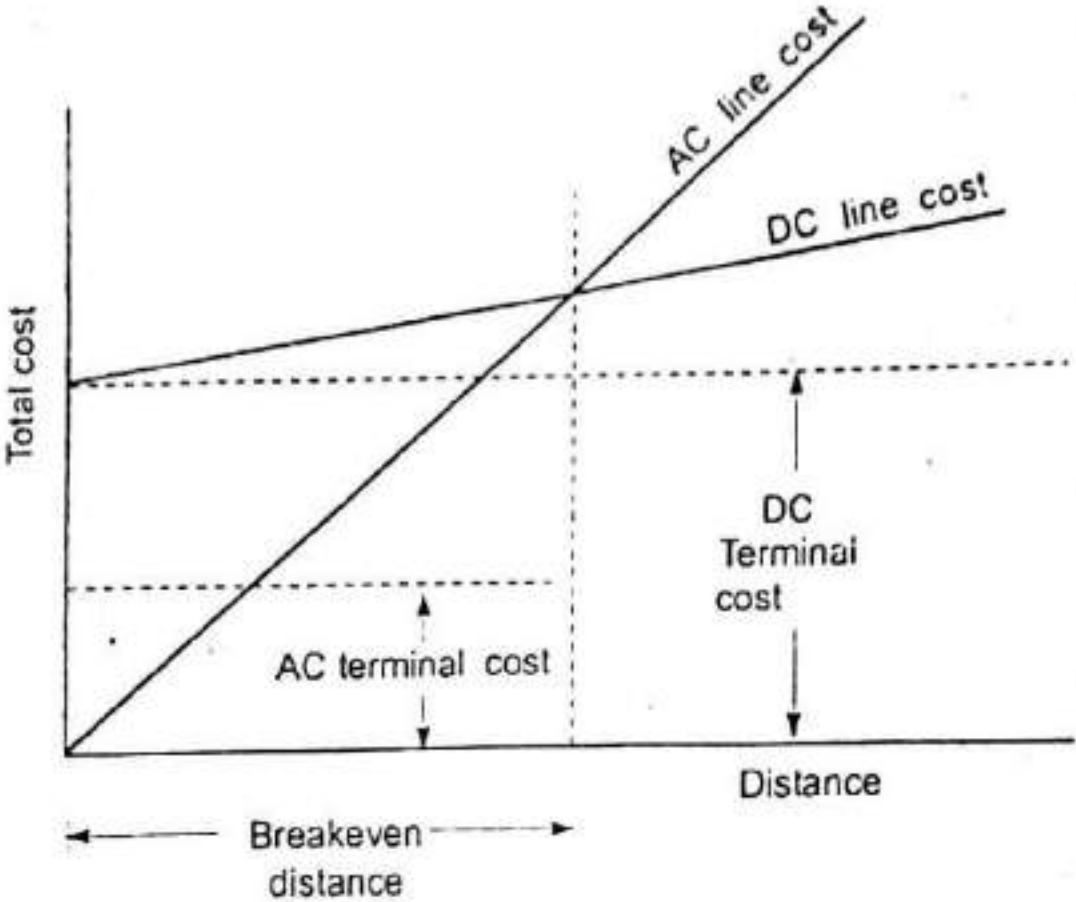 AC line cost
DC line cost
Total cost
DC
Terminal
cost
AC terminal cost
Distance
Breakeven
distance